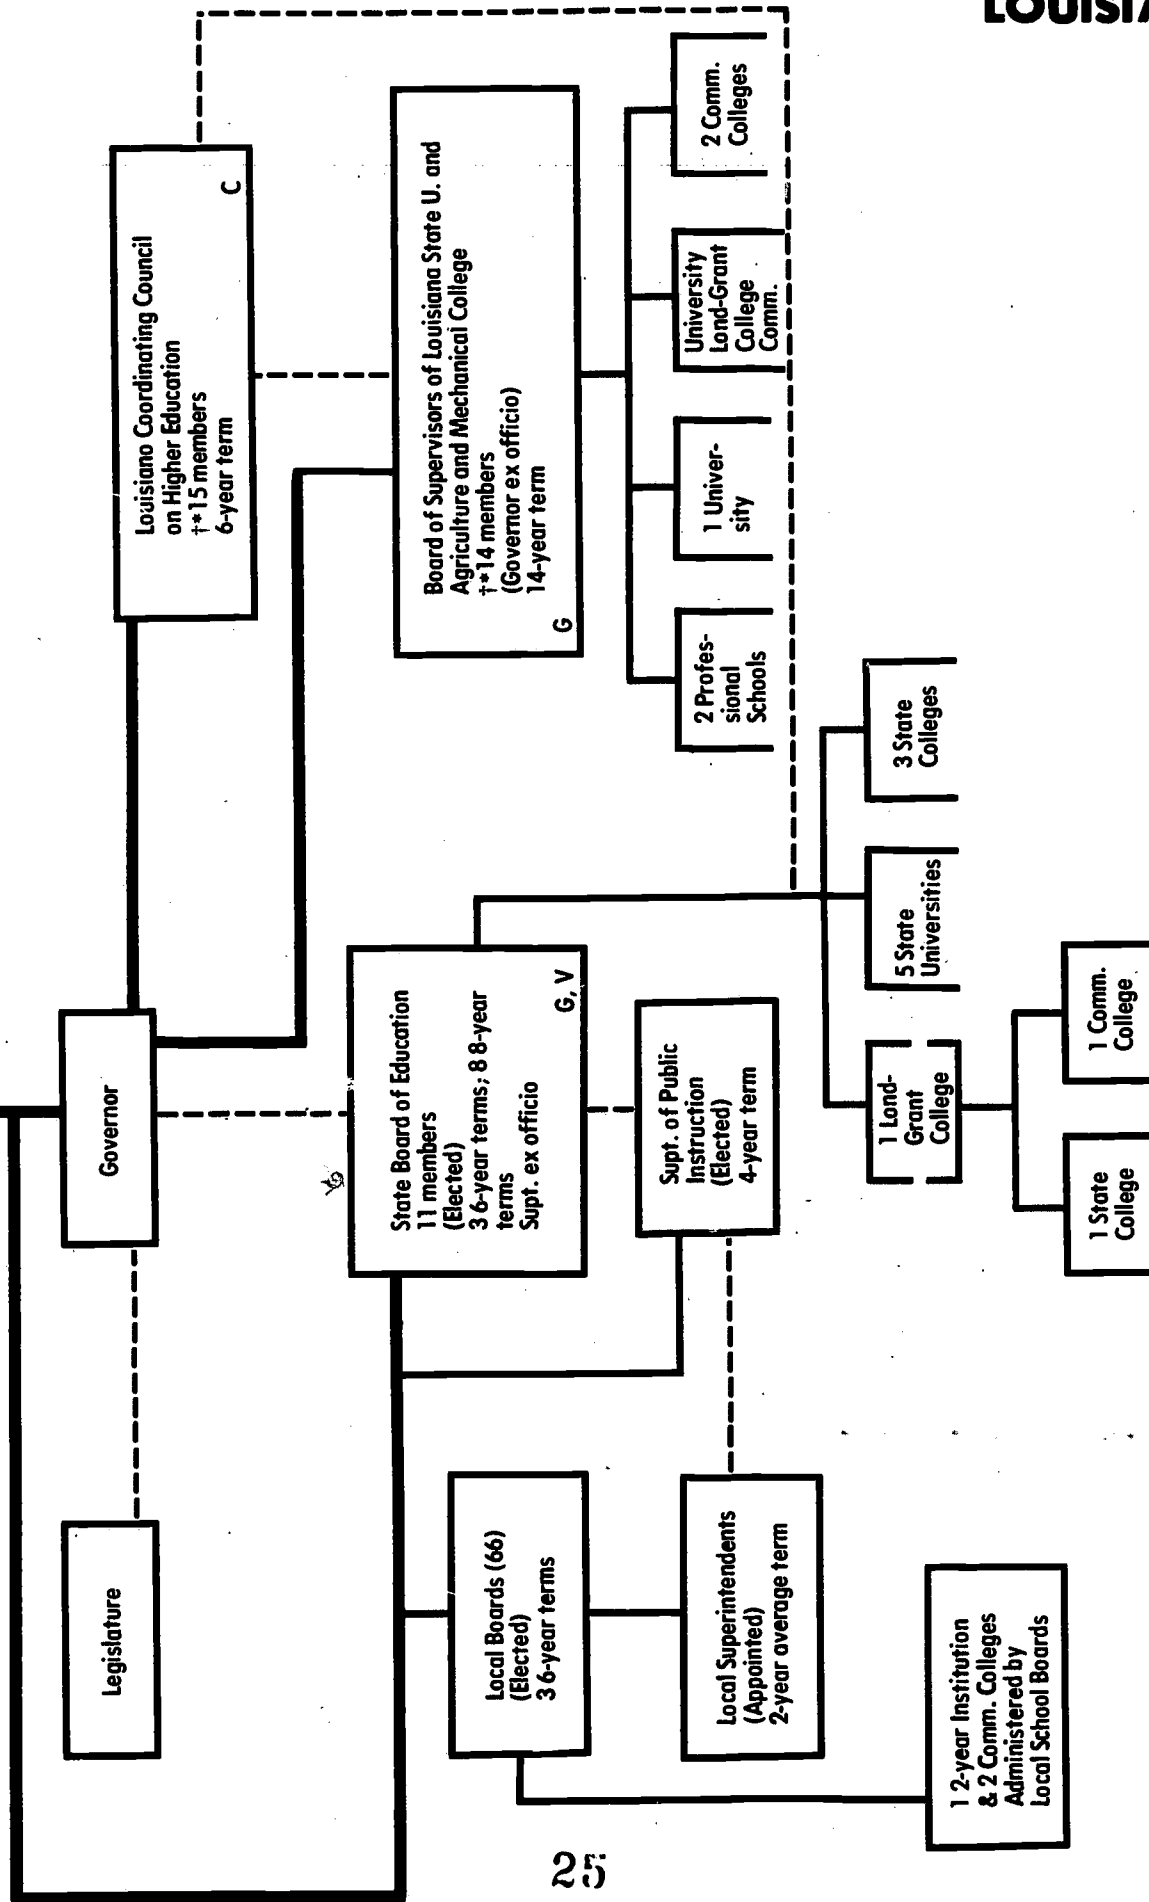 LOUISIA
Legislature
Governor
Louisiano Coordinating Council
on Higher Education
†*15 members
6-year term
C
State Board of Education
11 members
(Elected)
3 6-year terms; 8 8-year
terms
Supt. ex officio
G, V
Board of Supervisors of Louisiana State U. and
Agriculture and Mechanical College
†*14 members
(Governor ex officio)
14-year term
G
Local Boards (66)
(Elected)
3 6-year terms
Supt. of Public
Instruction
(Elected)
4-year term
Local Superintendents
(Appointed)
2-year average term
2 Profes-
sional
Schools
1 Univer-
sity
University
Lond-Grant
College
Comm.
2 Comm.
Colleges
1 Lond-
Grant
College
5 State
Universities
3 State
Colleges
1 2-year Institution
& 2 Comm. Colleges
Administered by
Local School Boards
1 State
College
1 Comm.
College
25